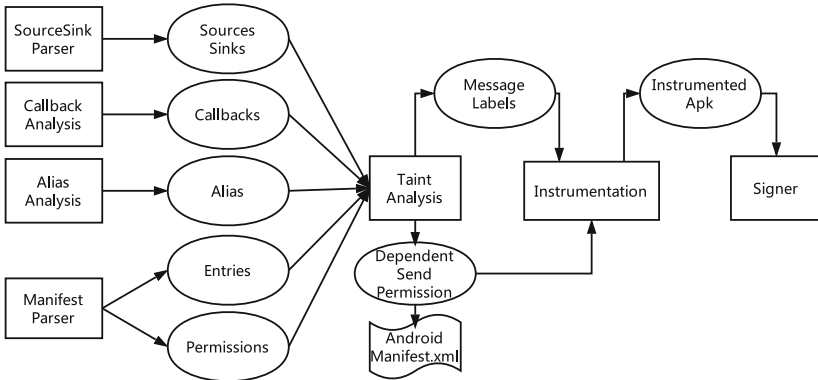 SourceSink
Parser
Sources
Sinks
Callback
Analysis
Callbacks
Alias
Analysis
Alias
Manifest
Parser
Entries
Permissions
Taint
Analysis
Message
Labels
Dependent
Send
Permission
Android
Manifest.xml
Instrumentation
Instrumented
Apk
Signer